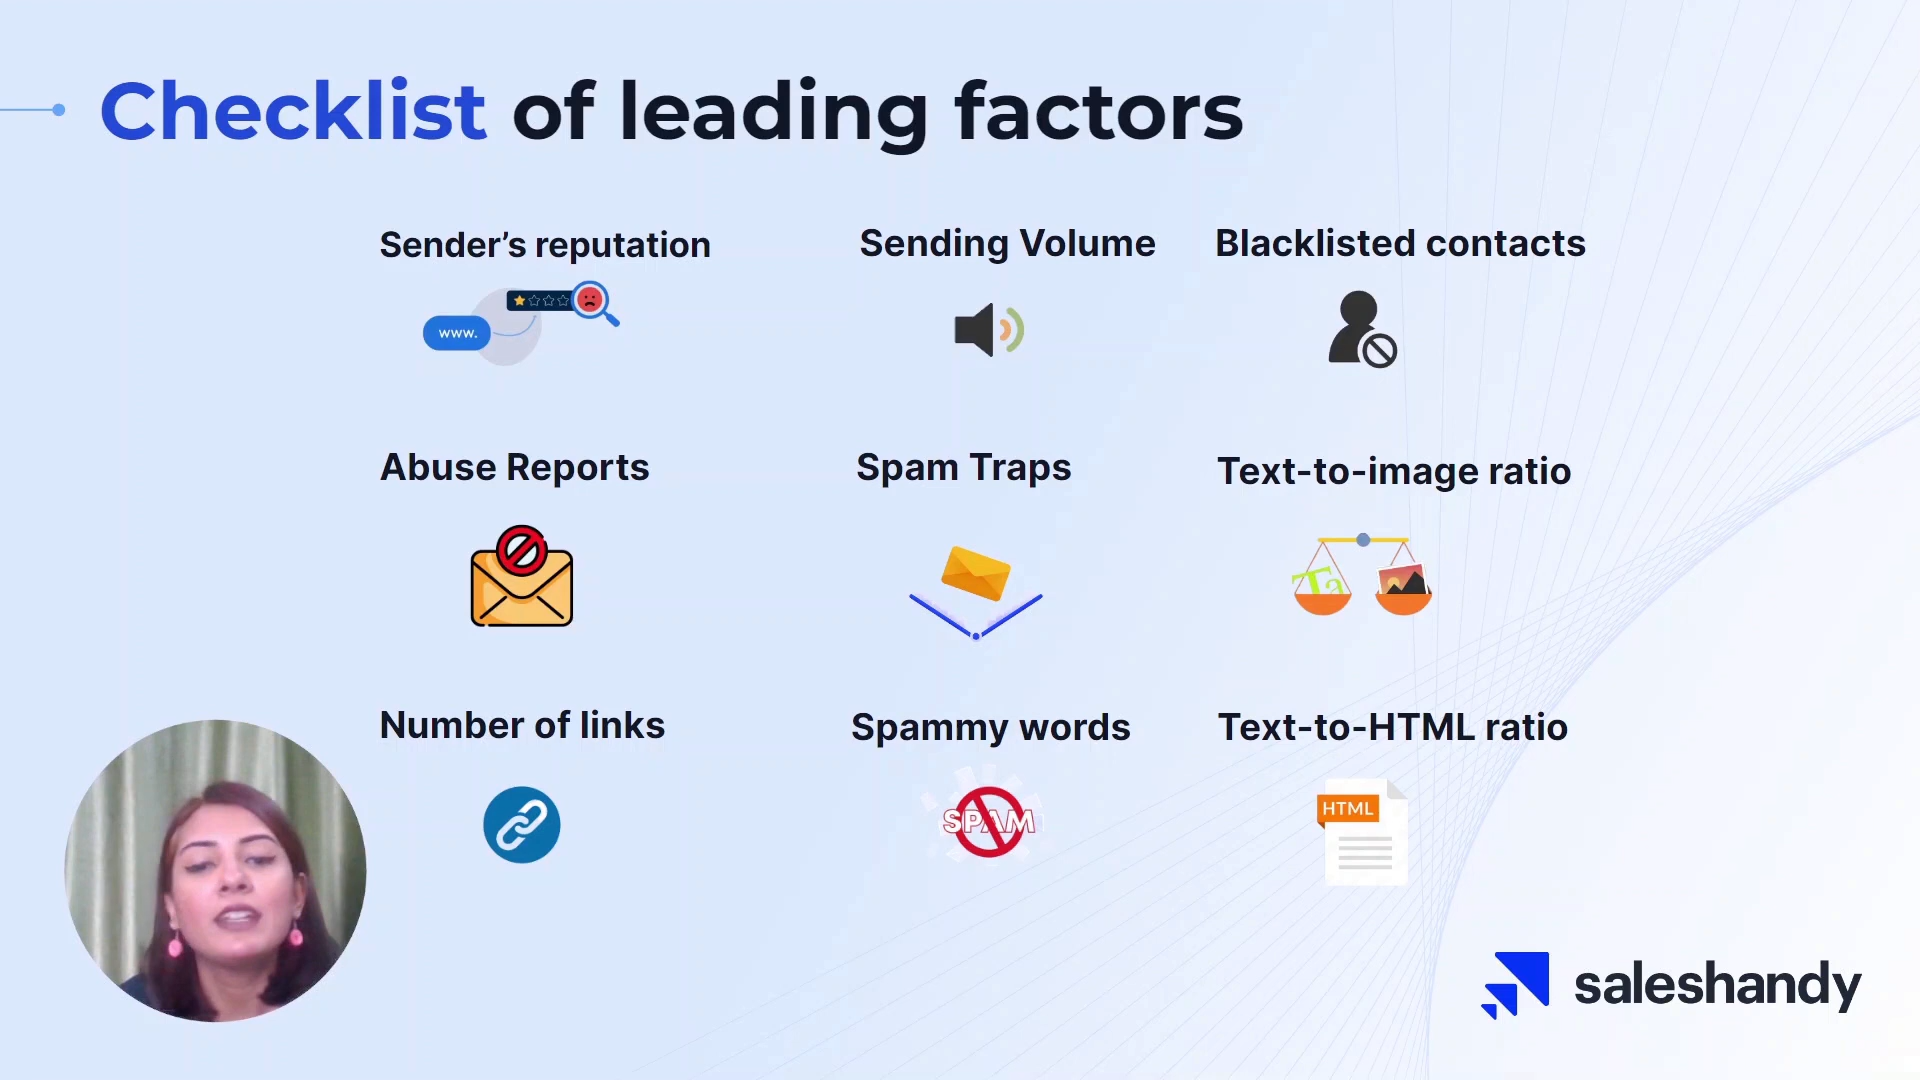 Checklist of leading factors
Sender’s reputation
Sending Volume
Blacklisted contacts
www.
Abuse Reports
Spam Traps
Text-to-image ratio
Ta
Number of links
Spammy words
Text-to-HTML ratio
SPAM
HTML
saleshandy